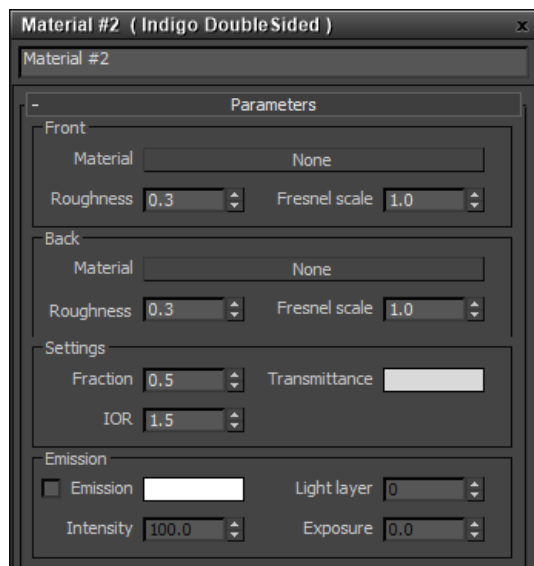 Material #2 ( Indigo DoubleSided ) x
Material #2
- Parameters
Front
Material None
Roughness 0.3 Fresnel scale 1.0
Back
Material None
Roughness 0.3 Fresnel scale 1.0
Settings
Fraction 0.5 Transmittance
IOR 1.5
Emission
Emission Light layer 0
Intensity 100.0 Exposure 0.0